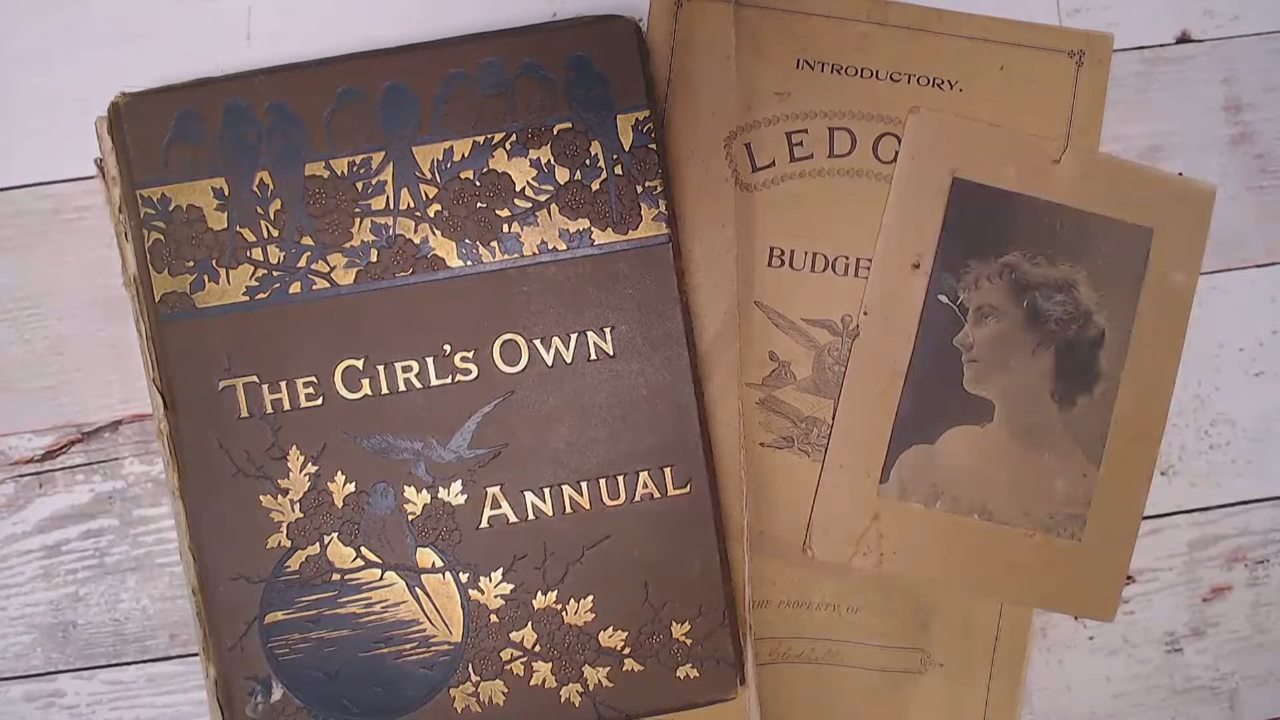 THE GIRL'S OWN
ANNUAL
INTRODUCTORY.
LEDG
BUDGE
THE PROPERTY OF